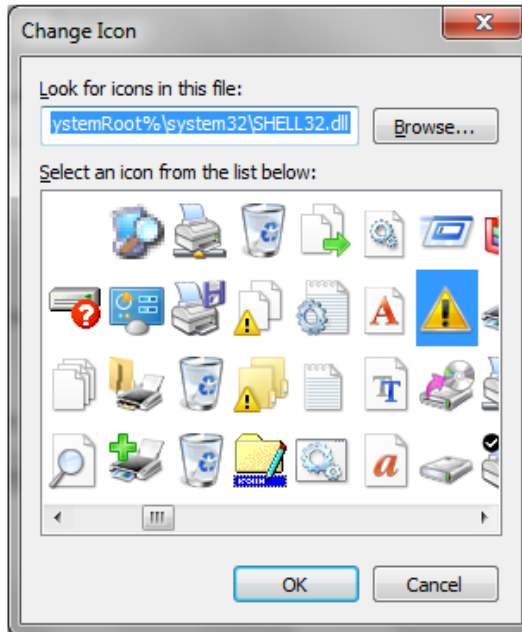 Change Icon
Look for icons in this file:
ystemRoot%\system32\SHELL32.dll
Browse...
Select an icon from the list below:
A
a
OK
Cancel